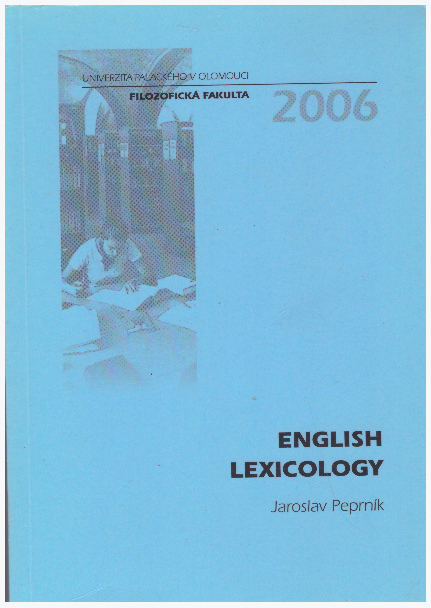 UNIVERZITA PALACKÉHO V OLOMOUCI
FILOZOFICKÁ FAKULTA
2006
ENGLISH
LEXICOLOGY
Jaroslav Peprník